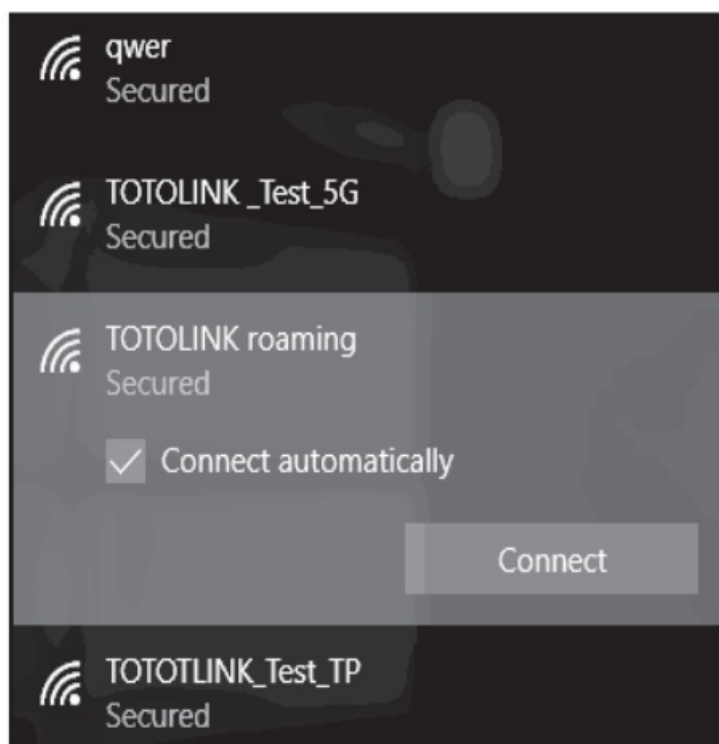 qwer
Secured
TOTOLINK _Test_5G
Secured
TOTOLINK roaming
Secured
Connect automatically
Connect
TOTOTLINK_Test_TP
Secured